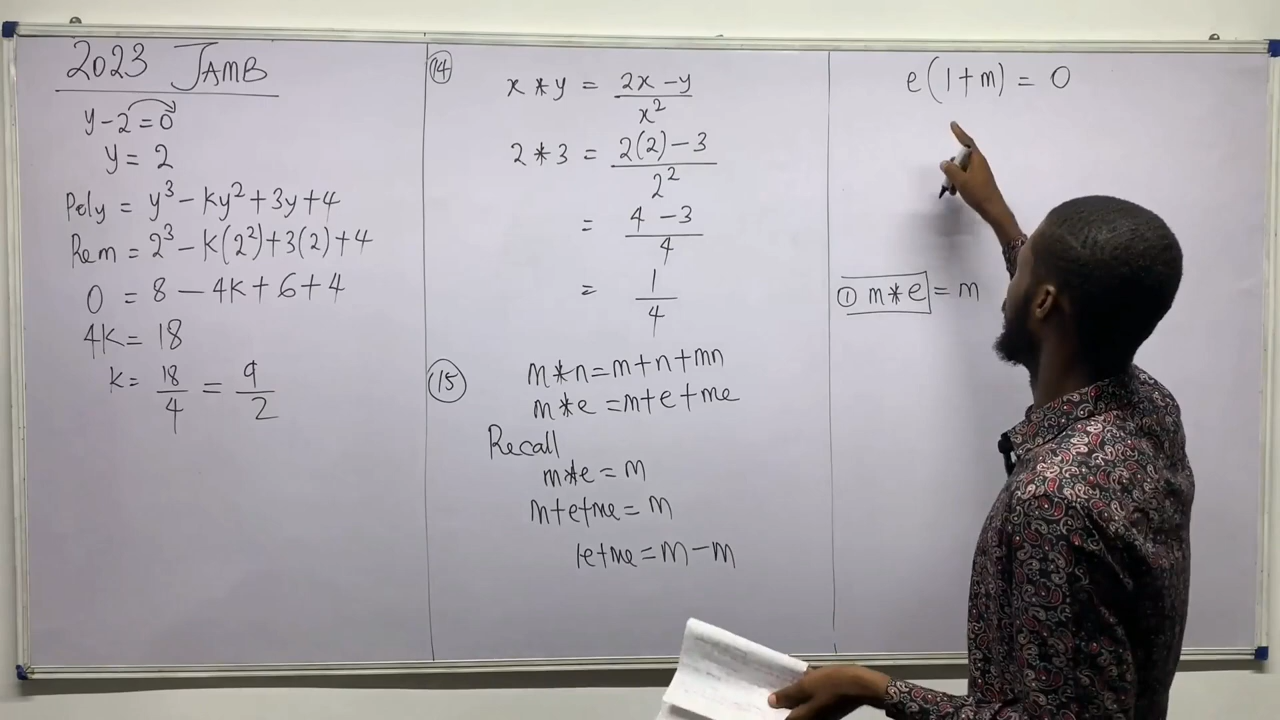 2023 JAMB
y-2=0
y = 2
Poly = y³ - ky² + 3y + 4
Rem = 2³ - k(2²) + 3(2) + 4
0 = 8 - 4k + 6 + 4
4k = 18
k = 18/4 = 9/2
14
x * y = 2x - y / x²
2 * 3 = 2(2) - 3 / 2²
= 4 - 3 / 4
= 1/4
15
m*n = m+n+mn
m*e = m+e+me
Recall
m*e = m
m+e+me = m
1e+me = m - m
e(1+m) = 0
① m*e = m